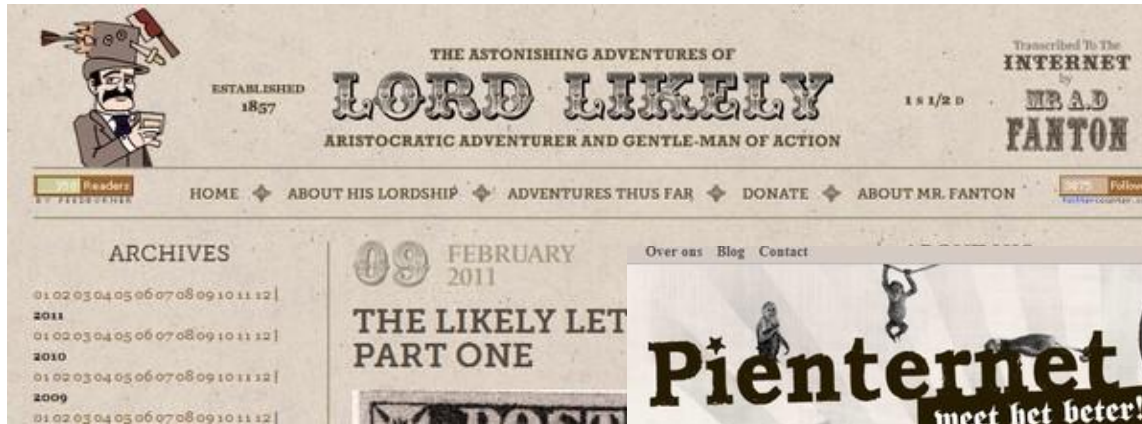 THE ASTONISHING ADVENTURES OF
LORD LIKELY
ARISTOCRATIC ADVENTURER AND GENTLE-MAN OF ACTION
ESTABLISHED
1857
1 S 1/2 D
Transcribed To The
INTERNET
by
MR A.D
FANTON
Readers
BY FEEDBURNER
HOME ABOUT HIS LORDSHIP ADVENTURES THUS FAR DONATE ABOUT MR. FANTON
ARCHIVES
01 02 03 04 05 06 07 08 09 10 11 12 |
2011
01 02 03 04 05 06 07 08 09 10 11 12 |
2010
01 02 03 04 05 06 07 08 09 10 11 12 |
2009
01 02 03 04 05 06 07 08 09 10 11 12 |
09 FEBRUARY
2011
THE LIKELY LET
PART ONE
Over ons Blog Contact
Pienternet
weet het beter!